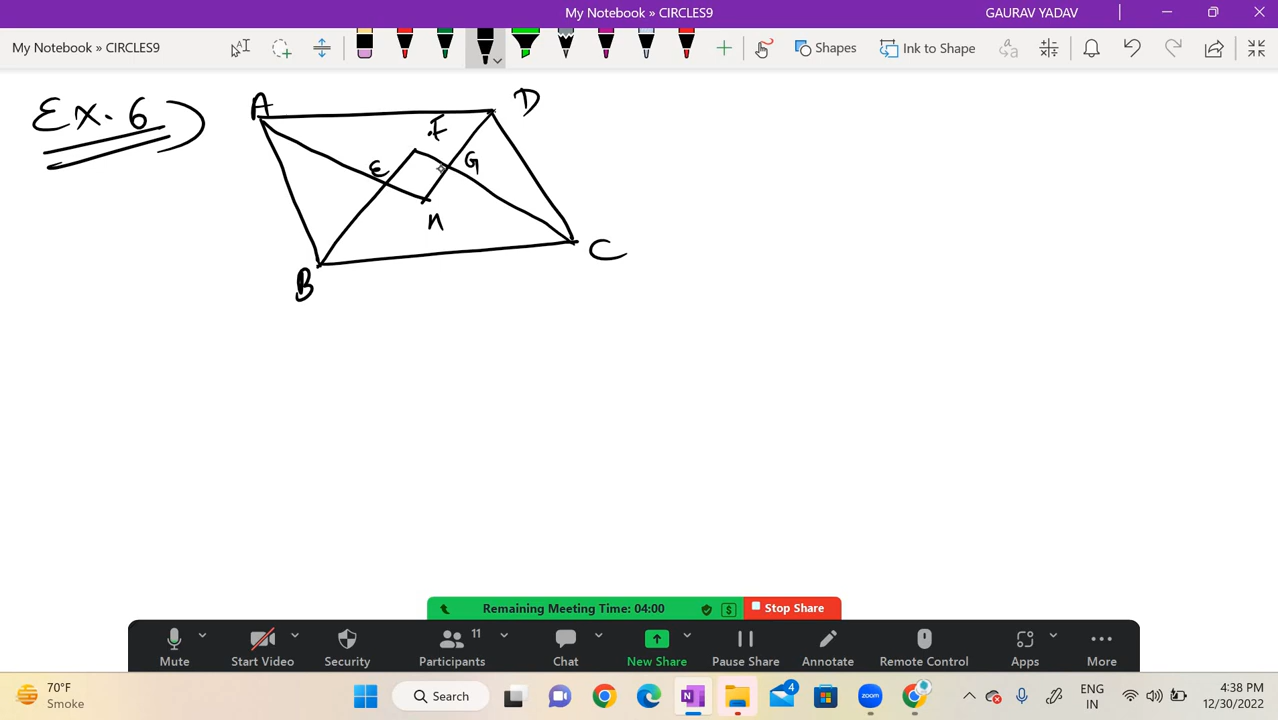 My Notebook » CIRCLES9
GAURAV YADAV
My Notebook » CIRCLES9
Shapes
Ink to Shape
Ex. 6
A
D
F
E
G
H
C
B
Remaining Meeting Time: 04:00
Stop Share
11
Mute
Start Video
Security
Participants
Chat
New Share
Pause Share
Annotate
Remote Control
Apps
More
70°F
Smoke
Search
4
zoom
ENG
IN
4:38 PM
12/30/2022